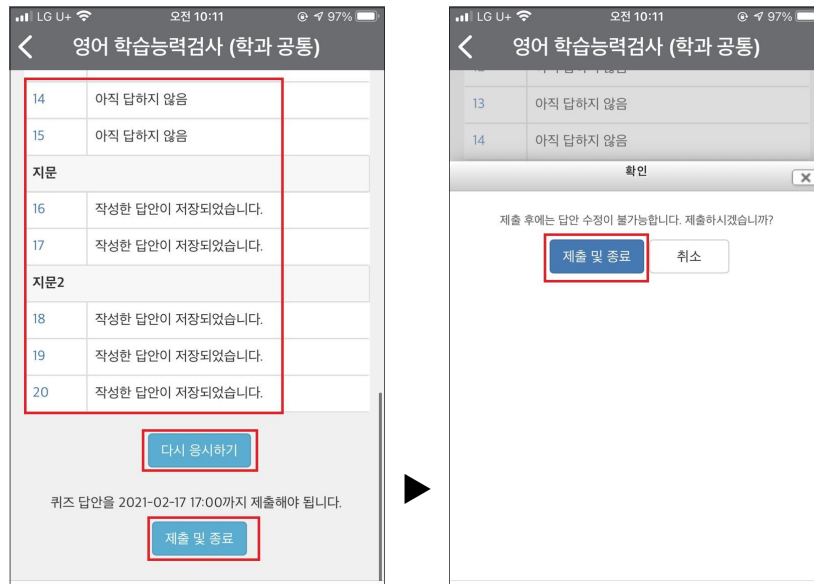 LG U+ 오전 10:11 97%
영어 학습능력검사 (학과 공통)
14 아직 답하지 않음
15 아직 답하지 않음
지문
16 작성한 답안이 저장되었습니다.
17 작성한 답안이 저장되었습니다.
지문2
18 작성한 답안이 저장되었습니다.
19 작성한 답안이 저장되었습니다.
20 작성한 답안이 저장되었습니다.
다시 응시하기
퀴즈 답안을 2021-02-17 17:00까지 제출해야 됩니다.
제출 및 종료
LG U+ 오전 10:11 97%
영어 학습능력검사 (학과 공통)
13 아직 답하지 않음
14 아직 답하지 않음
확인
제출 후에는 답안 수정이 불가능합니다. 제출하시겠습니까?
제출 및 종료 취소